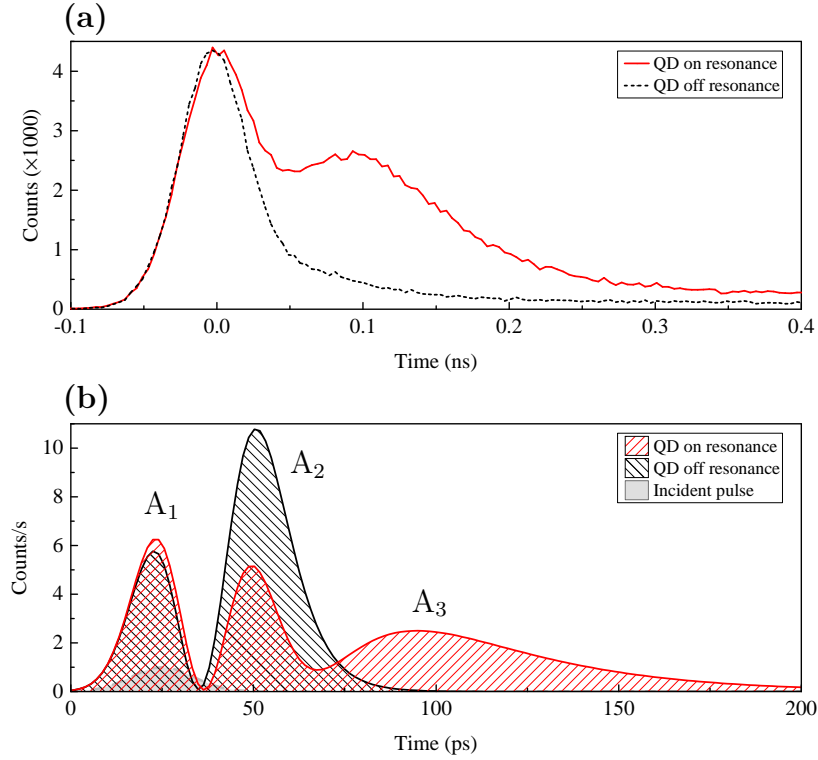 (a)
QD on resonance
QD off resonance
Counts (×1000)
4
3
2
1
0
-0.1 0.0 0.1 0.2 0.3 0.4
Time (ns)
(b)
QD on resonance
QD off resonance
Incident pulse
A1
A2
A3
Counts/s
10
8
6
4
2
0
0 50 100 150 200
Time (ps)